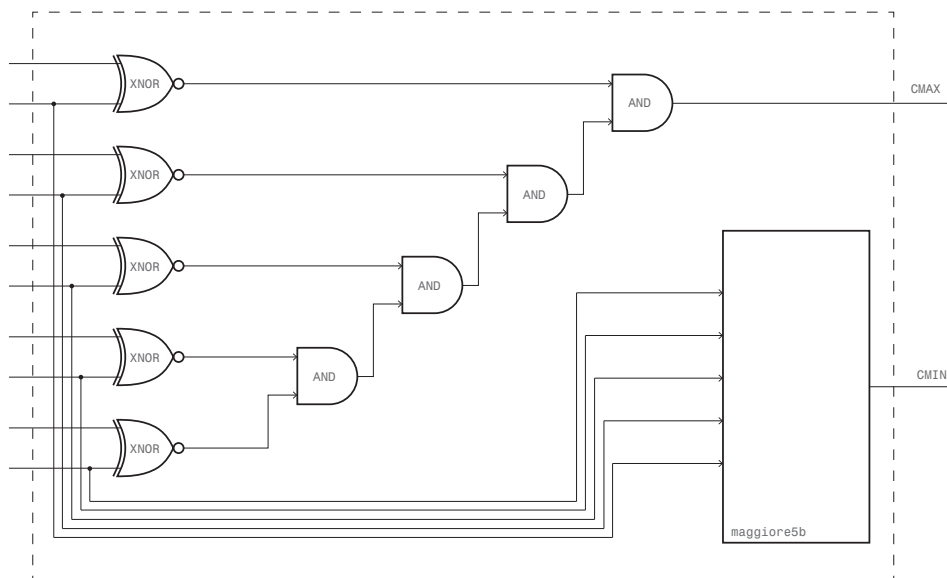 XNOR
AND
CMAX
XNOR
AND
XNOR
AND
XNOR
AND
CMIN
XNOR
maggiore5b